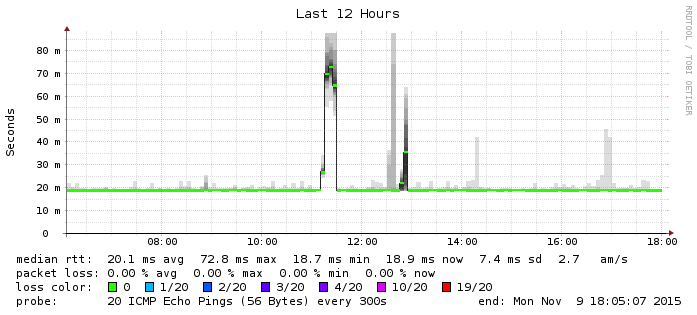 Last 12 Hours
RRDTOOL / TOBI OETIKER
Seconds
80 m
70 m
60 m
50 m
40 m
30 m
20 m
10 m
0
08:00 10:00 12:00 14:00 16:00 18:00
median rtt: 20.1 ms avg 72.8 ms max 18.7 ms min 18.9 ms now 7.4 ms sd 2.7 am/s
packet loss: 0.00 % avg 0.00 % max 0.00 % min 0.00 % now
loss color: 0 1/20 2/20 3/20 4/20 10/20 19/20
probe: 20 ICMP Echo Pings (56 Bytes) every 300s end: Mon Nov 9 18:05:07 2015